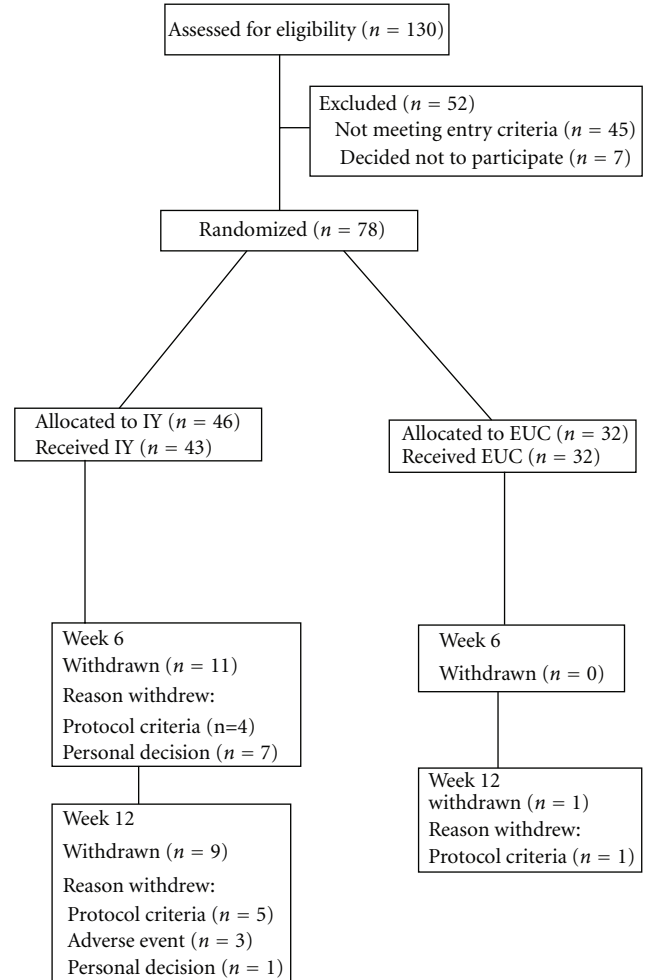 Assessed for eligibility (n = 130)
Excluded (n = 52)
Not meeting entry criteria (n = 45)
Decided not to participate (n = 7)
Randomized (n = 78)
Allocated to IY (n = 46)
Received IY (n = 43)
Allocated to EUC (n = 32)
Received EUC (n = 32)
Week 6
Withdrawn (n = 11)
Reason withdrew:
Protocol criteria (n=4)
Personal decision (n = 7)
Week 6
Withdrawn (n = 0)
Week 12
Withdrawn (n = 9)
Reason withdrew:
Protocol criteria (n = 5)
Adverse event (n = 3)
Personal decision (n = 1)
Week 12
withdrawn (n = 1)
Reason withdrew:
Protocol criteria (n = 1)